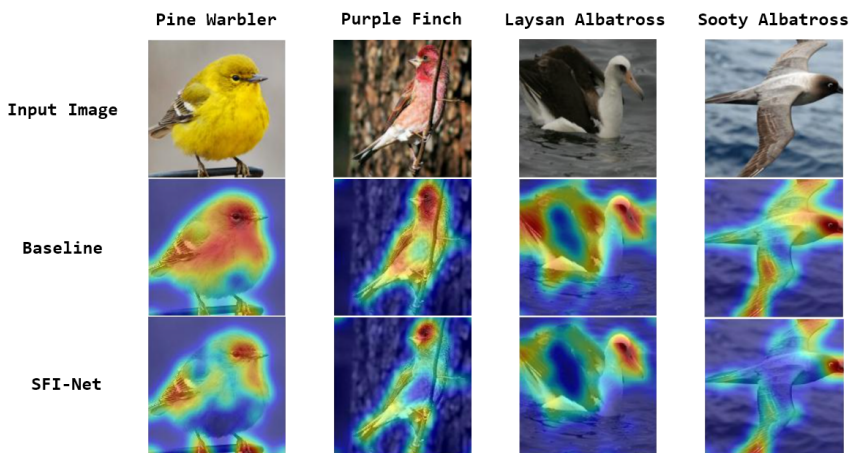 Pine Warbler
Purple Finch
Laysan Albatross
Sooty Albatross
Input Image
Baseline
SFI-Net